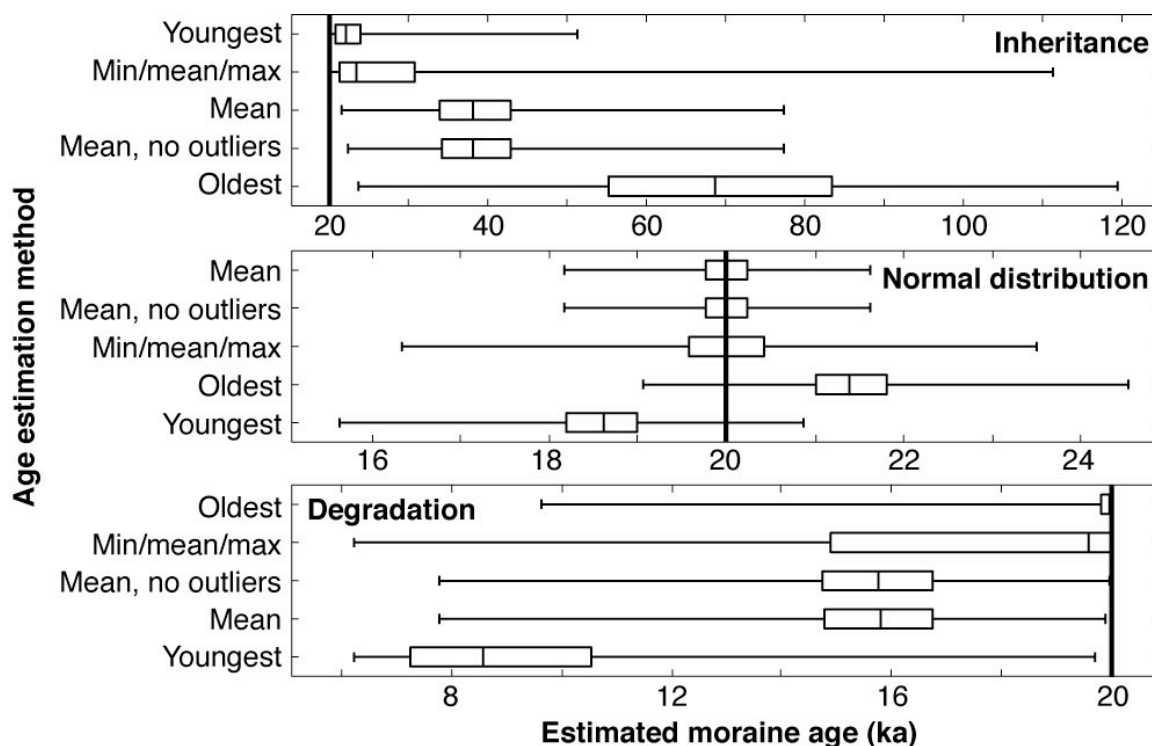 Age estimation method
Youngest
Min/mean/max
Mean
Mean, no outliers
Oldest
Inheritance
20 40 60 80 100 120
Mean
Mean, no outliers
Min/mean/max
Oldest
Youngest
Normal distribution
16 18 20 22 24
Oldest
Min/mean/max
Mean, no outliers
Mean
Youngest
Degradation
8 12 16 20
Estimated moraine age (ka)